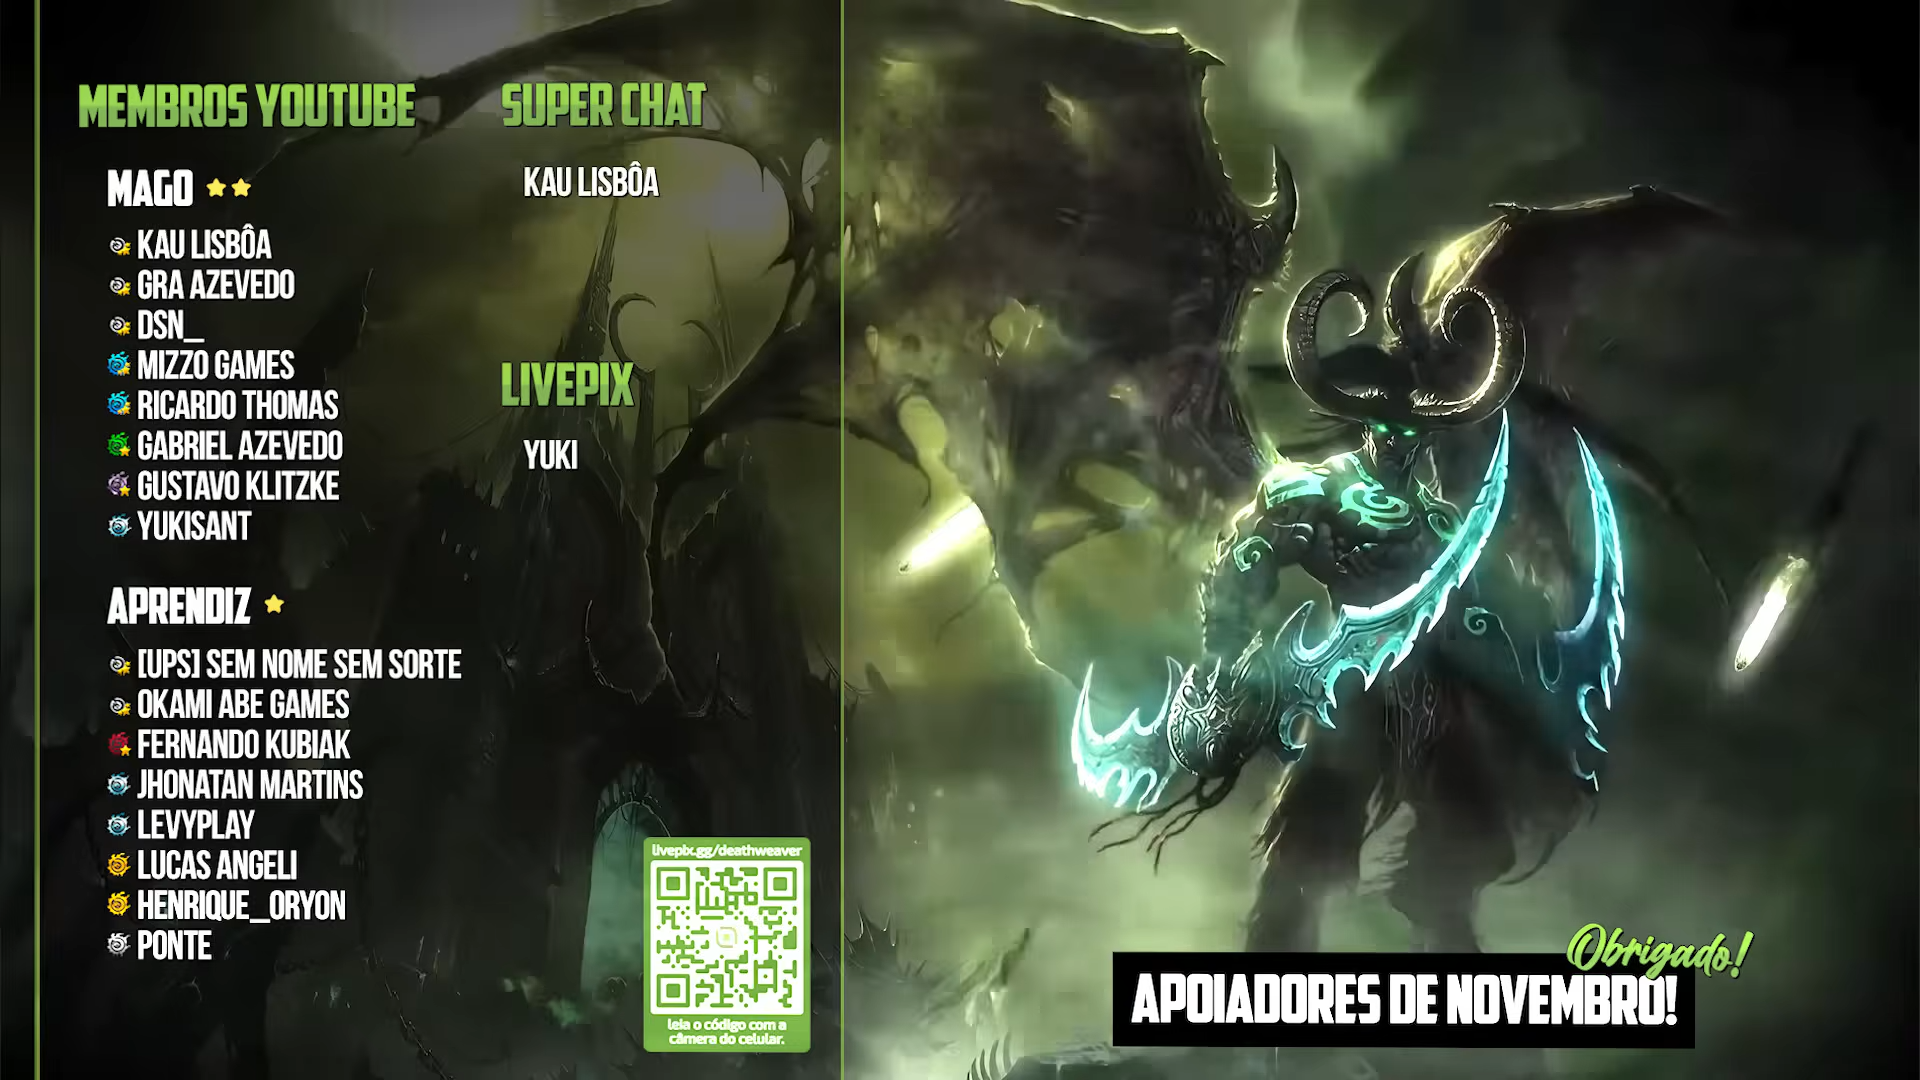 MEMBROS YOUTUBE
MAGO
KAU LISBÔA
GRA AZEVEDO
DSN_
MIZZO GAMES
RICARDO THOMAS
GABRIEL AZEVEDO
GUSTAVO KLITZKE
YUKISANT
APRENDIZ
[UPS] SEM NOME SEM SORTE
OKAMI ABE GAMES
FERNANDO KUBIAK
JHONATAN MARTINS
LEVYPLAY
LUCAS ANGELI
HENRIQUE_ORYON
PONTE
SUPER CHAT
KAU LISBÔA
LIVEPIX
YUKI
livepix.gg/deathweaver
leia o código com a
câmera do celular.
Obrigado!
APOIADORES DE NOVEMBRO!